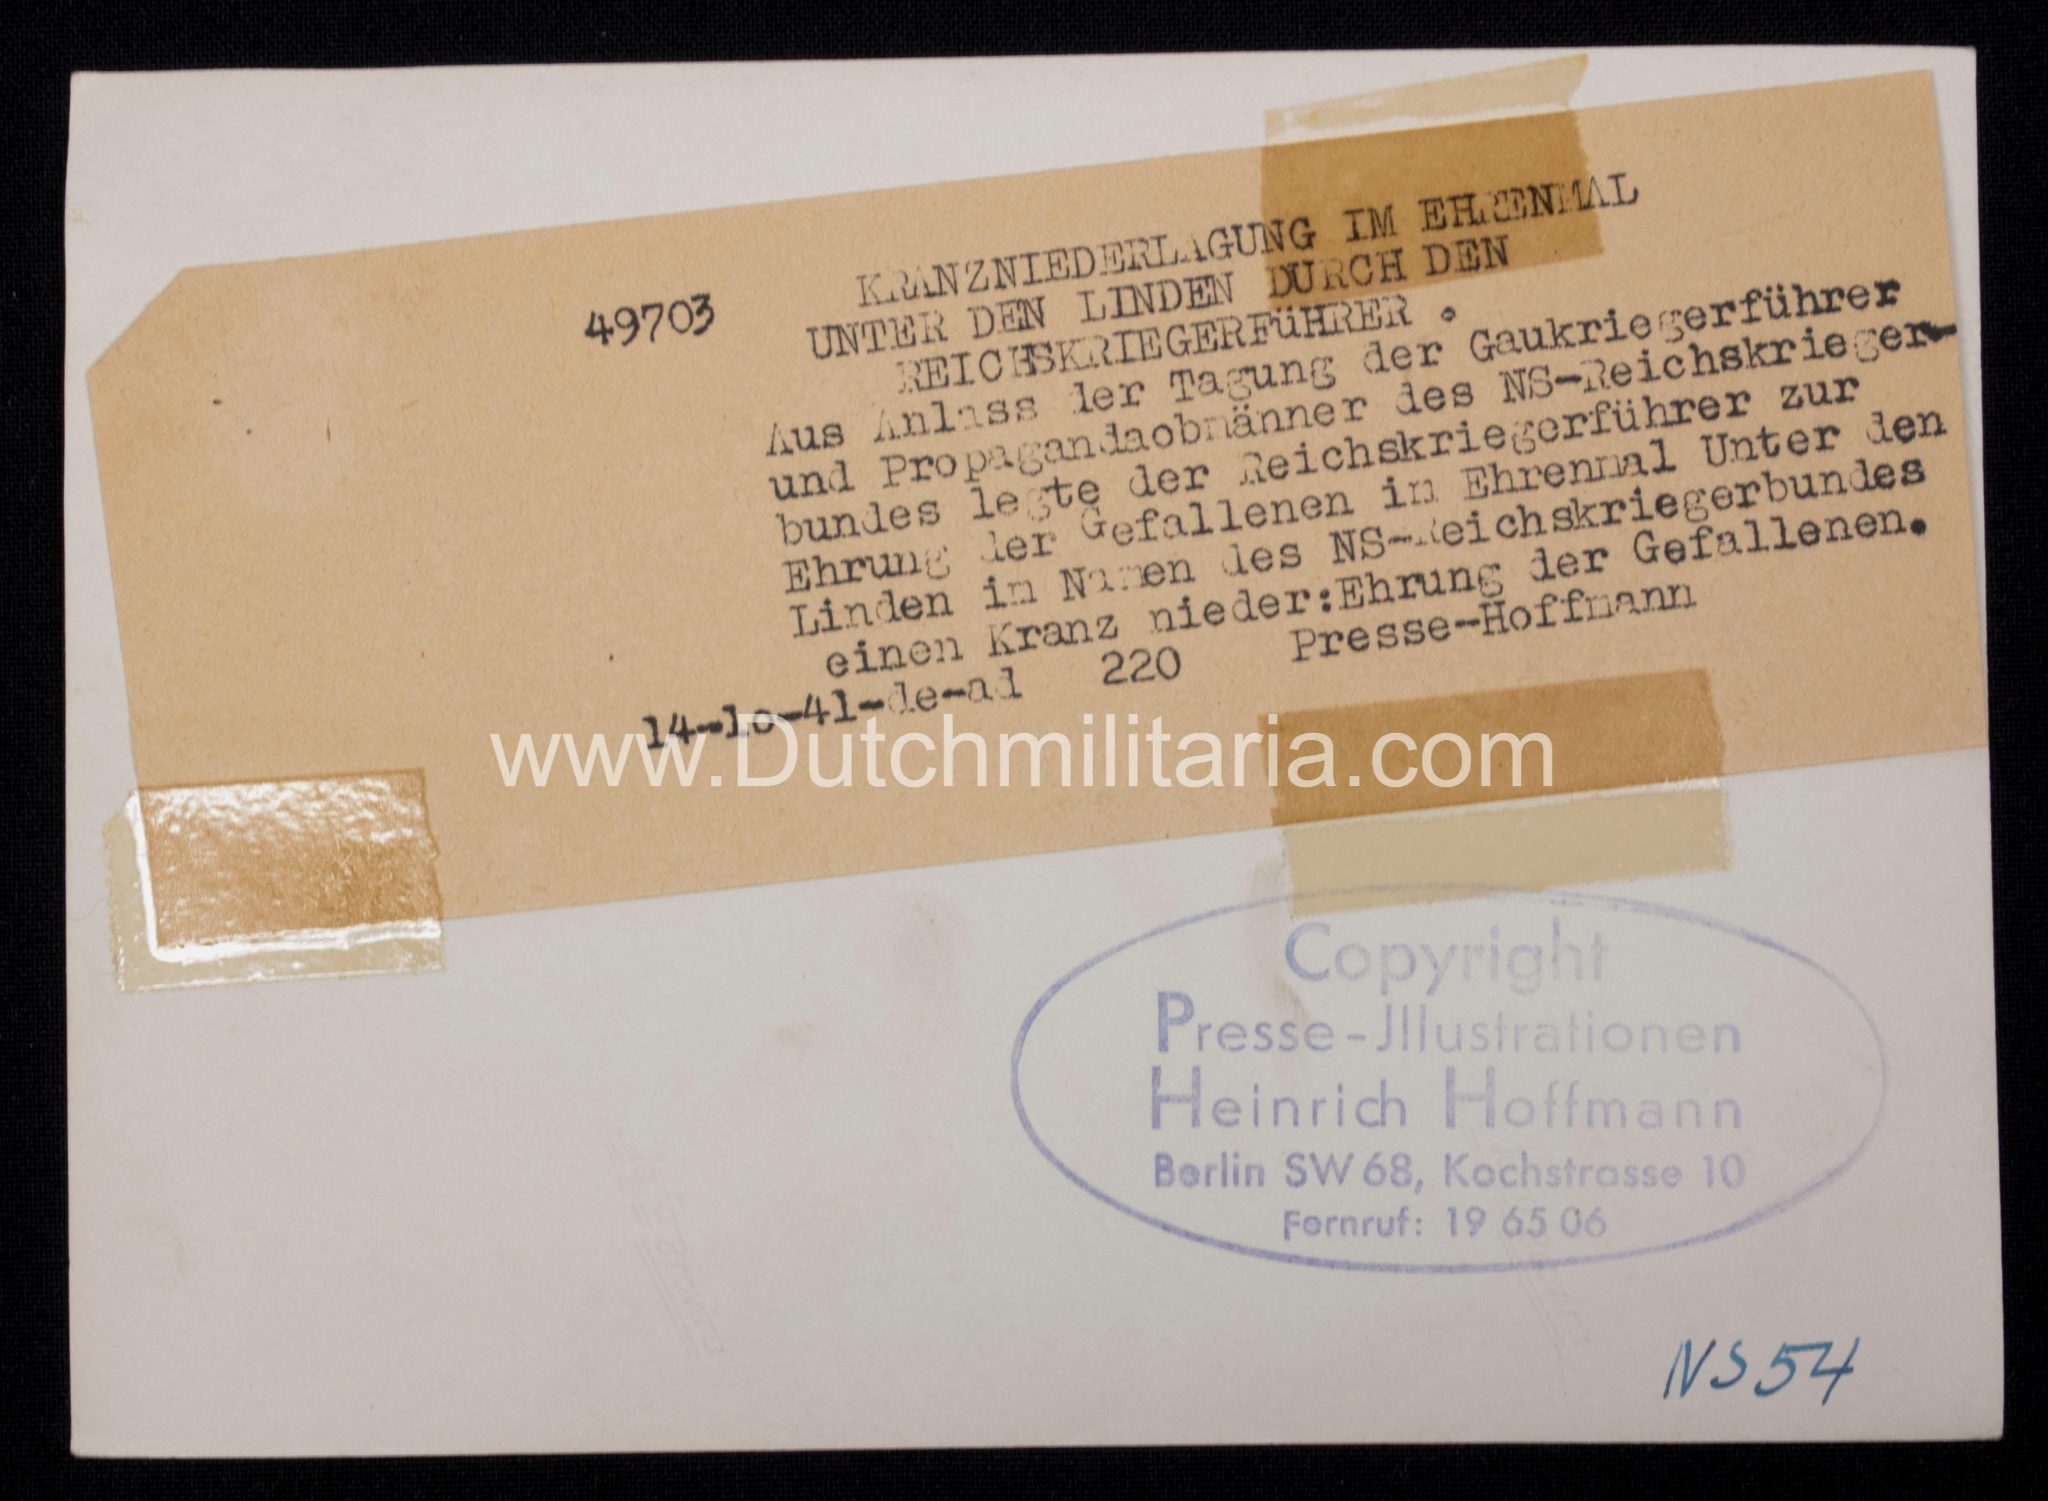 49703
KRANZNIEDERLAGUNG IM EHRENMAL
UNTER DEN LINDEN DURCH DEN
REICHSKRIEGERFÜHRER .
Aus Anlass der Tagung der Gaukriegerführer
und Propagandaobmänner des NS-Reichskrieger-
bundes legte der Reichskriegerführer zur
Ehrung der Gefallenen im Ehrenmal Unter den
Linden im Namen des NS-Reichskriegerbundes
einen Kranz nieder:Ehrung der Gefallenen.
14-1o-41-de-ad 220 Presse-Hoffmann
www.Dutchmilitaria.com
Copyright
Presse-Jllustrationen
Heinrich Hoffmann
Berlin SW 68, Kochstrasse 10
Fernruf: 19 65 06
NS 54